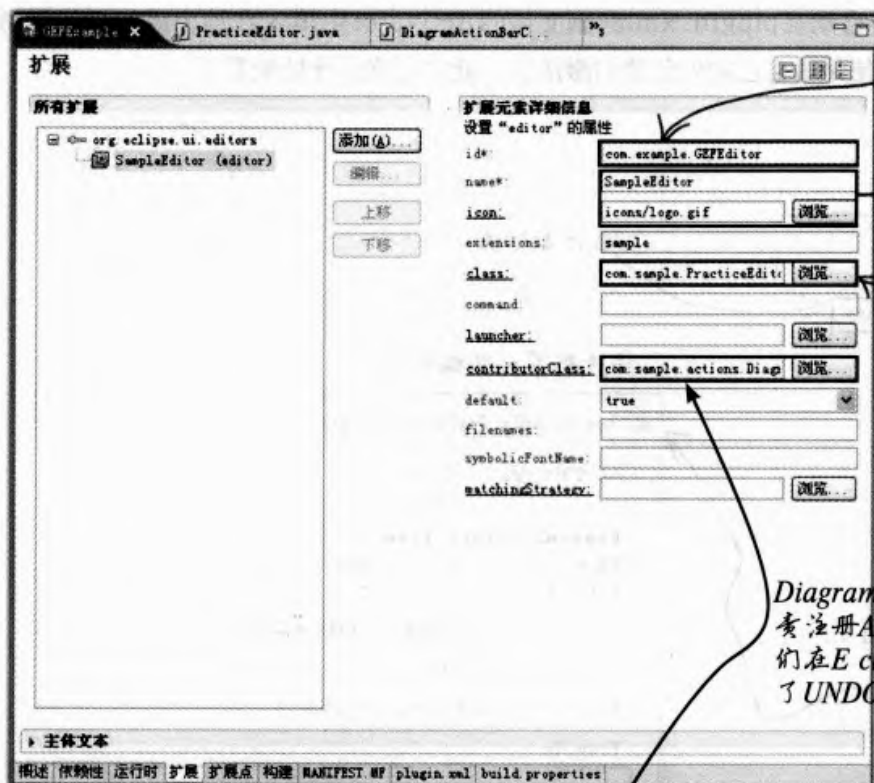 GEFExample
PracticeEditor.java
DiagramActionBarC...
»5
扩展
所有扩展
org.eclipse.ui.editors
SampleEditor (editor)
添加(A)...
编辑...
上移
下移
扩展元素详细信息
设置“editor”的属性
id*: com.example.GEFEditor
name*: SampleEditor
icon: icons/logo.gif 浏览...
extensions: sample
class: com.sample.PracticeEdit 浏览...
command:
launcher: 浏览...
contributorClass: com.sample.actions.Diag 浏览...
default: true
filenames:
symbolicFontName:
matchingStrategy: 浏览...
Diagram
责注册A
们在E c
了UNDO
主体文本
概述 依赖性 运行时 扩展 扩展点 构建 MANIFEST.MF plugin.xml build.properties